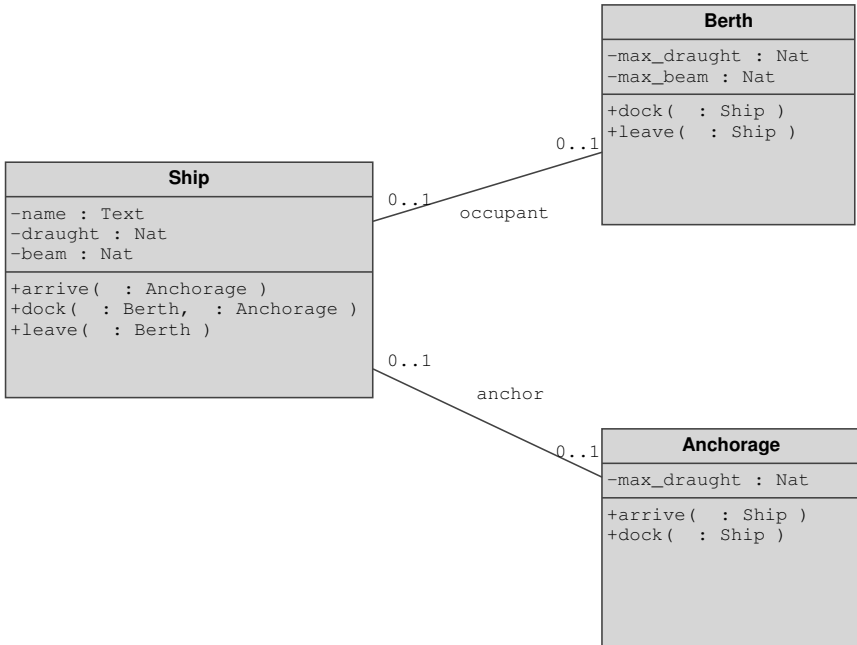 Berth
-max_draught : Nat
-max_beam : Nat
+dock(  : Ship )
+leave(  : Ship )
0..1
Ship
-name : Text
-draught : Nat
-beam : Nat
+arrive(  : Anchorage )
+dock(  : Berth,  : Anchorage )
+leave(  : Berth )
0..1
occupant
0..1
anchor
0..1
Anchorage
-max_draught : Nat
+arrive(  : Ship )
+dock(  : Ship )